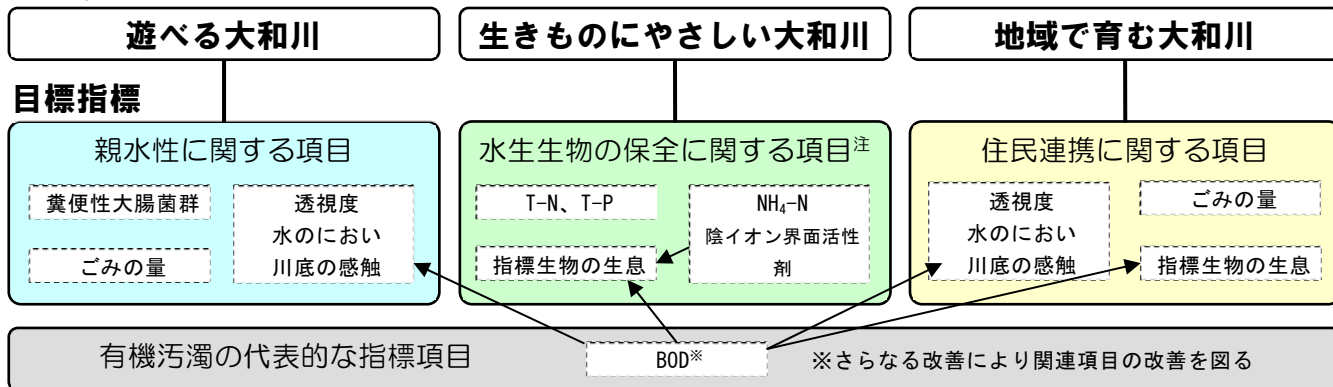 遊べる大和川
生きものにやさしい大和川
地域で育む大和川
目標指標
親水性に関する項目
糞便性大腸菌群
ごみの量
透視度
水のにおい
川底の感触
水生生物の保全に関する項目注
T-N、T-P
指標生物の生息
NH₄-N
陰イオン界面活性
剤
住民連携に関する項目
透視度
水のにおい
川底の感触
ごみの量
指標生物の生息
有機汚濁の代表的な指標項目
BOD※
※さらなる改善により関連項目の改善を図る